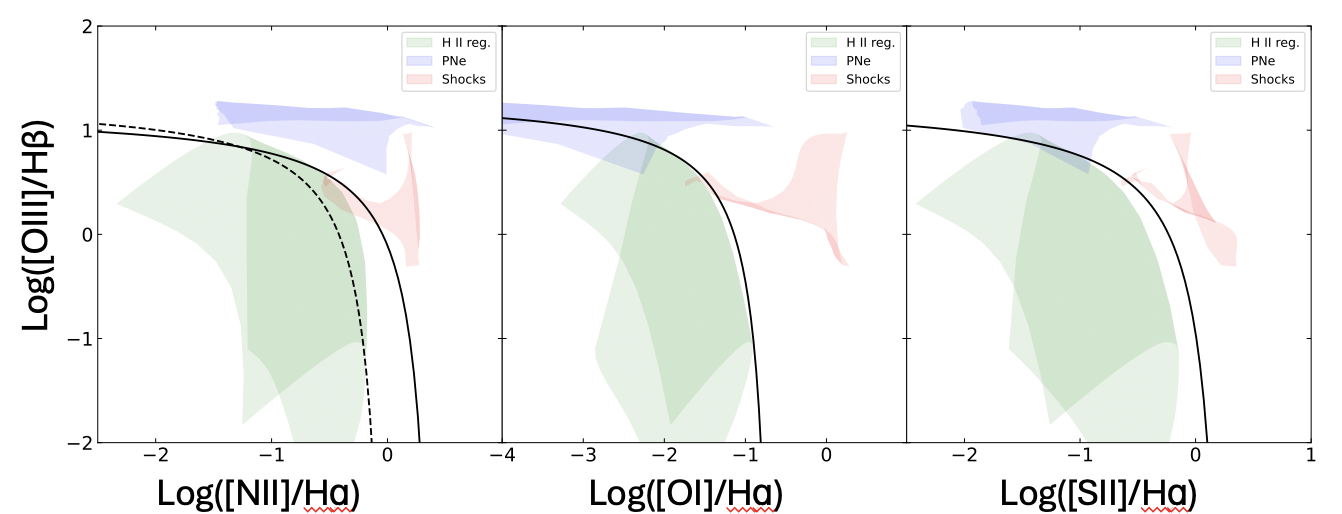 2
1
0
−1
−2
Log([OIII]/Hβ)
H II reg.
PNe
Shocks
H II reg.
PNe
Shocks
H II reg.
PNe
Shocks
−2 −1 0
−4 −3 −2 −1 0
−2 −1 0 1
Log([NII]/Hα) Log([OI]/Hα) Log([SII]/Hα)